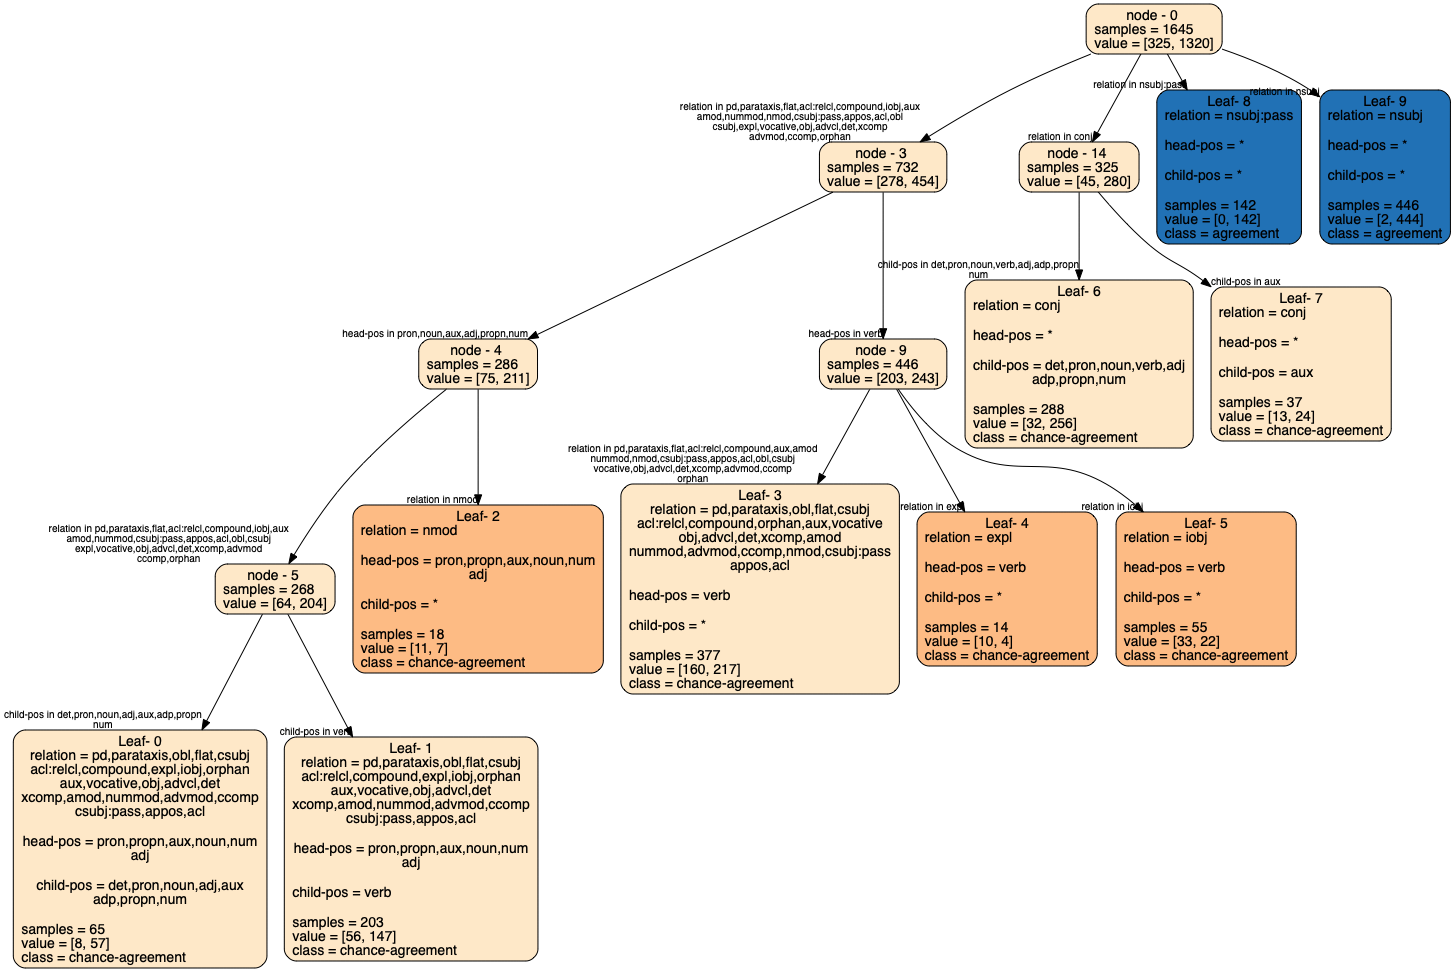 node - 0
samples = 1645
value = [325, 1320]
relation in pd,parataxis,flat,acl:relcl,compound,iobj,aux
amod,nummod,nmod,csubj:pass,appos,acl,obl
csubj,expl,vocative,obj,advcl,det,xcomp
advmod,ccomp,orphan
node - 3
samples = 732
value = [278, 454]
relation in conj
node - 14
samples = 325
value = [45, 280]
relation in nsubj:pass
Leaf- 8
relation = nsubj:pass
head-pos = *
child-pos = *
samples = 142
value = [0, 142]
class = agreement
relation in nsubj
Leaf- 9
relation = nsubj
head-pos = *
child-pos = *
samples = 446
value = [2, 444]
class = agreement
head-pos in pron,noun,aux,adj,propn,num
node - 4
samples = 286
value = [75, 211]
head-pos in verb
node - 9
samples = 446
value = [203, 243]
child-pos in det,pron,noun,verb,adj,adp,propn
num
Leaf- 6
relation = conj
head-pos = *
child-pos = det,pron,noun,verb,adj
adp,propn,num
samples = 288
value = [32, 256]
class = chance-agreement
child-pos in aux
Leaf- 7
relation = conj
head-pos = *
child-pos = aux
samples = 37
value = [13, 24]
class = chance-agreement
relation in pd,parataxis,flat,acl:relcl,compound,iobj,aux
amod,nummod,csubj:pass,appos,acl,obl,csubj
expl,vocative,obj,advcl,det,xcomp,advmod
ccomp,orphan
node - 5
samples = 268
value = [64, 204]
relation in nmod
Leaf- 2
relation = nmod
head-pos = pron,propn,aux,noun,num
adj
child-pos = *
samples = 18
value = [11, 7]
class = chance-agreement
relation in pd,parataxis,flat,acl:relcl,compound,aux,amod
nummod,nmod,csubj:pass,appos,acl,obl,csubj
vocative,obj,advcl,det,xcomp,advmod,ccomp
orphan
Leaf- 3
relation = pd,parataxis,obl,flat,csubj
acl:relcl,compound,orphan,aux,vocative
obj,advcl,det,xcomp,amod
nummod,advmod,ccomp,nmod,csubj:pass
appos,acl
head-pos = verb
child-pos = *
samples = 377
value = [160, 217]
class = chance-agreement
relation in expl
Leaf- 4
relation = expl
head-pos = verb
child-pos = *
samples = 14
value = [10, 4]
class = chance-agreement
relation in iobj
Leaf- 5
relation = iobj
head-pos = verb
child-pos = *
samples = 55
value = [33, 22]
class = chance-agreement
child-pos in det,pron,noun,adj,aux,adp,propn
num
Leaf- 0
relation = pd,parataxis,obl,flat,csubj
acl:relcl,compound,expl,iobj,orphan
aux,vocative,obj,advcl,det
xcomp,amod,nummod,advmod,ccomp
csubj:pass,appos,acl
head-pos = pron,propn,aux,noun,num
adj
child-pos = det,pron,noun,adj,aux
adp,propn,num
samples = 65
value = [8, 57]
class = chance-agreement
child-pos in verb
Leaf- 1
relation = pd,parataxis,obl,flat,csubj
acl:relcl,compound,expl,iobj,orphan
aux,vocative,obj,advcl,det
xcomp,amod,nummod,advmod,ccomp
csubj:pass,appos,acl
head-pos = pron,propn,aux,noun,num
adj
child-pos = verb
samples = 203
value = [56, 147]
class = chance-agreement